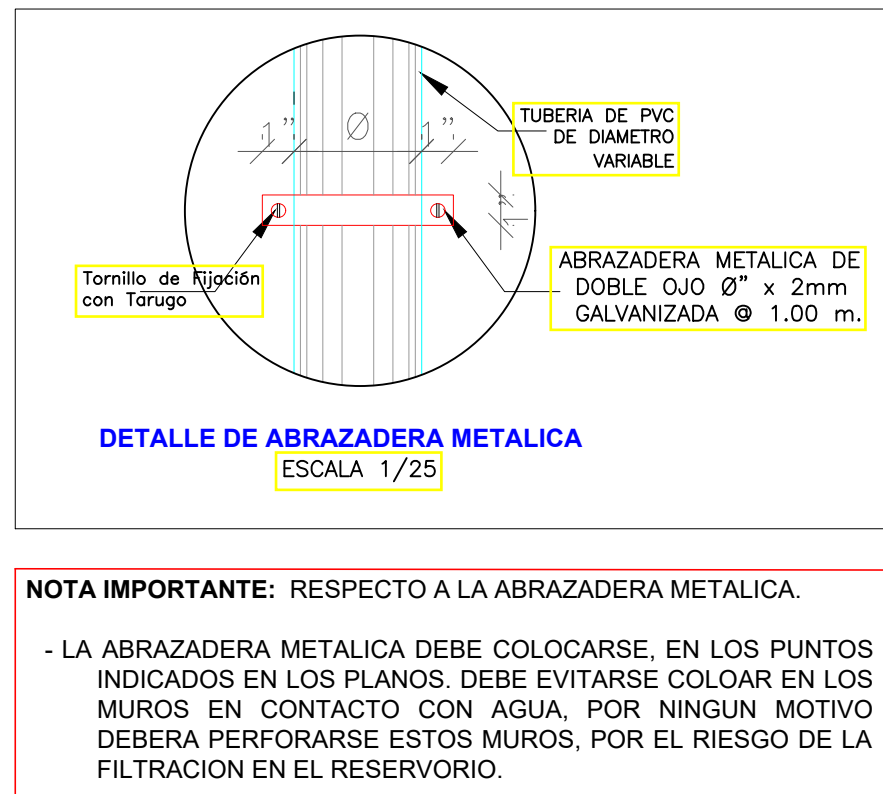 TUBERIA DE PVC
DE DIAMETRO
VARIABLE
1” Ø 1”
1”
ABRAZADERA METALICA DE
DOBLE OJO Ø” x 2mm
GALVANIZADA @ 1.00 m.
Tornillo de Fijación
con Tarugo
DETALLE DE ABRAZADERA METALICA
ESCALA 1/25
NOTA IMPORTANTE: RESPECTO A LA ABRAZADERA METALICA.
- LA ABRAZADERA METALICA DEBE COLOCARSE, EN LOS PUNTOS
INDICADOS EN LOS PLANOS. DEBE EVITARSE COLOAR EN LOS
MUROS EN CONTACTO CON AGUA, POR NINGUN MOTIVO
DEBERA PERFORARSE ESTOS MUROS, POR EL RIESGO DE LA
FILTRACION EN EL RESERVORIO.